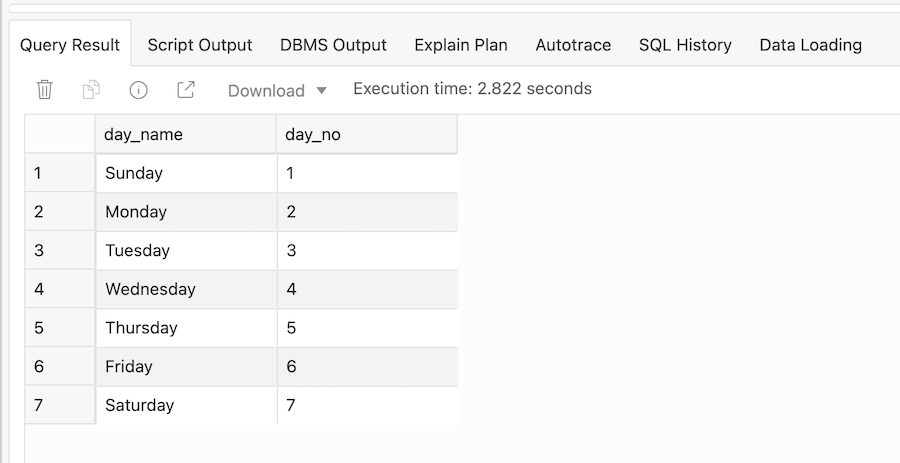 Query Result Script Output DBMS Output Explain Plan Autotrace SQL History Data Loading
Download Execution time: 2.822 seconds
day_name day_no
1 Sunday 1
2 Monday 2
3 Tuesday 3
4 Wednesday 4
5 Thursday 5
6 Friday 6
7 Saturday 7